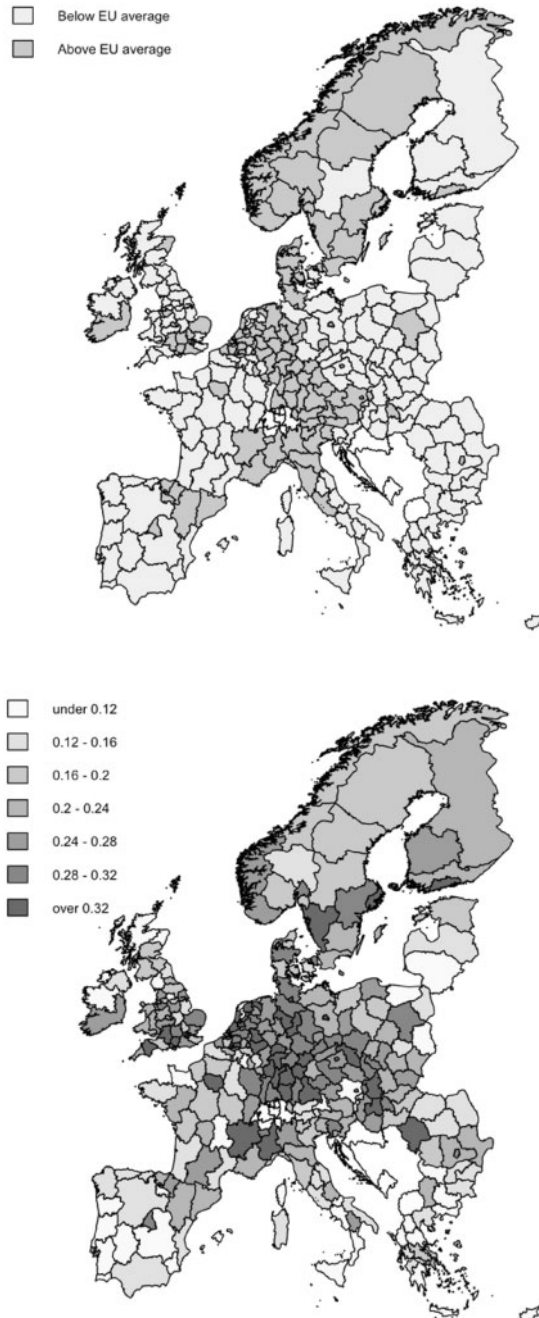 Below EU average
Above EU average
under 0.12
0.12 - 0.16
0.16 - 0.2
0.2 - 0.24
0.24 - 0.28
0.28 - 0.32
over 0.32